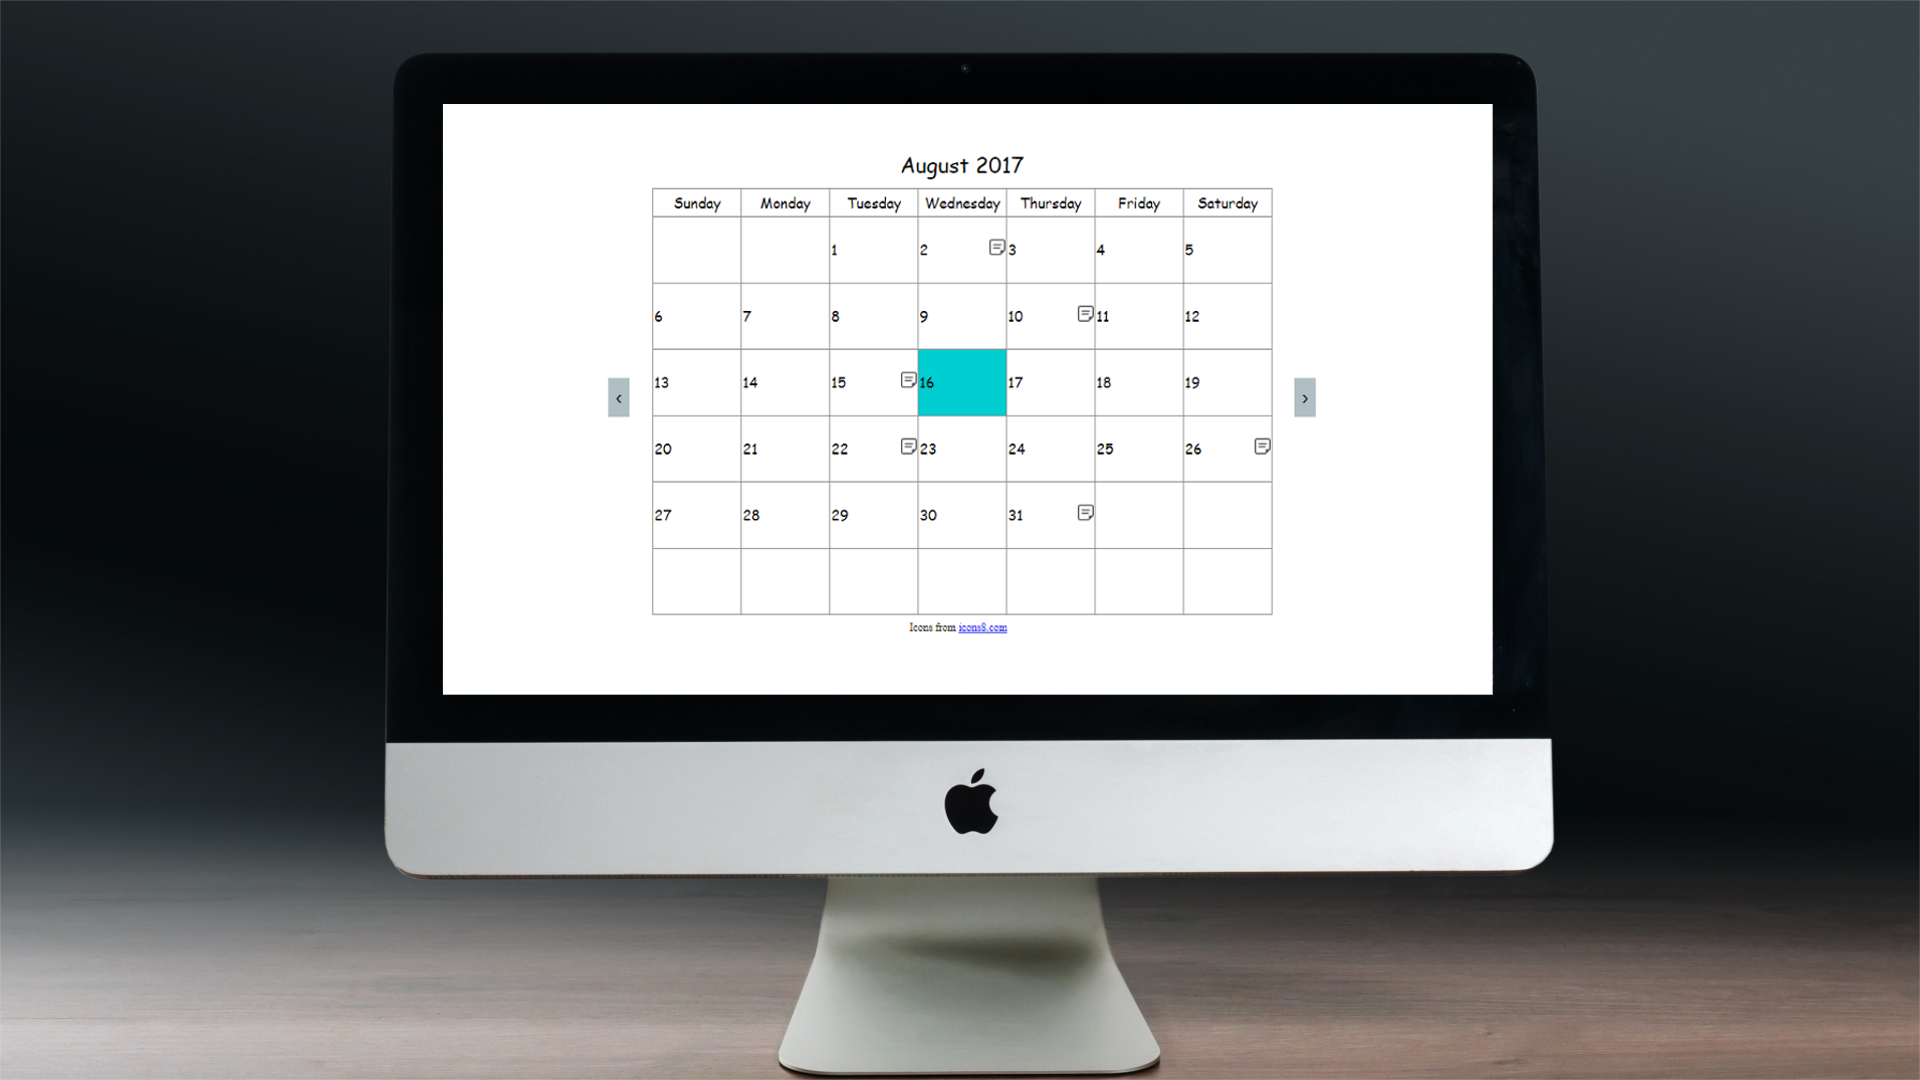 August 2017
Sunday Monday Tuesday Wednesday Thursday Friday Saturday
1 2 3 4 5
6 7 8 9 10 11 12
13 14 15 16 17 18 19
20 21 22 23 24 25 26
27 28 29 30 31
‹ ›
Icons from icons8.com